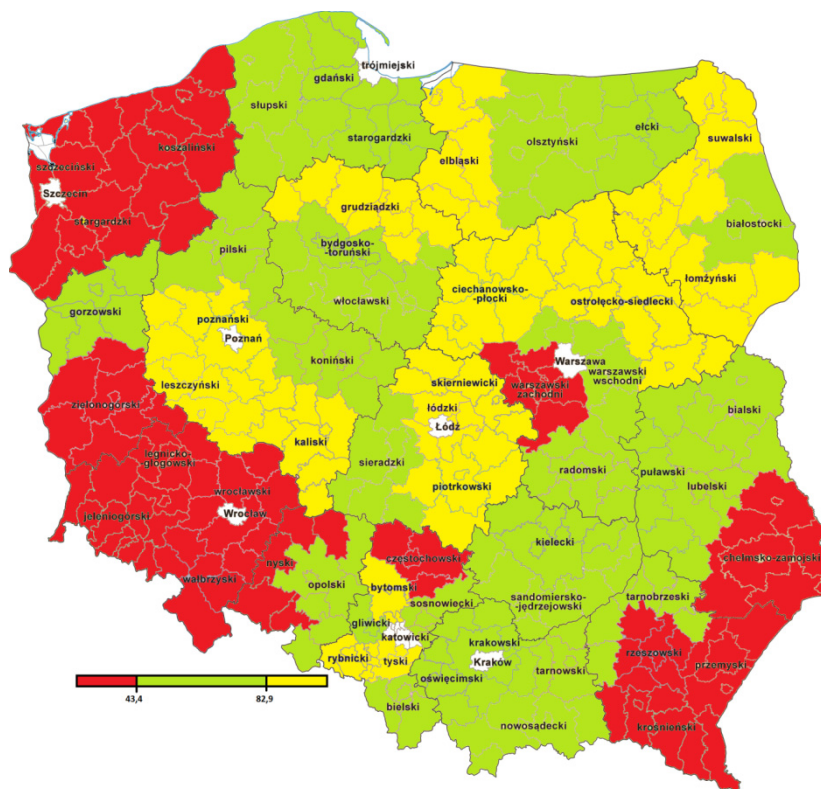 trójmiejski
gdański
słupski
starogardzki
koszaliński
szczeciński
Szczecin
stargardzki
elbląski
olsztyński
ełcki
suwalski
białostocki
grudziądzki
pilski
bydgosko-
-toruński
włocławski
ciechanowsko-
-płocki
ostrołęcko-siedlecki
łomżyński
gorzowski
poznański
Poznań
koniński
leszczyński
skierniewicki
warszawski
zachodni
Warszawa
warszawski
wschodni
zielonogórski
łódzki
Łódź
kaliski
sieradzki
bialski
legnicko-
-głogowski
piotrkowski
radomski
puławski
lubelski
wrocławski
Wrocław
jeleniogórski
wałbrzyski
nyski
opolski
częstochowski
kielecki
chełmsko-zamojski
bytomski
sosnowiecki
sandomiersko-
-jędrzejowski
tarnobrzeski
gliwicki
katowicki
krakowski
Kraków
rzeszowski
przemyski
rybnicki
tyski
oświęcimski
tarnowski
bielski
nowosądecki
krośnieński
43,4
82,9